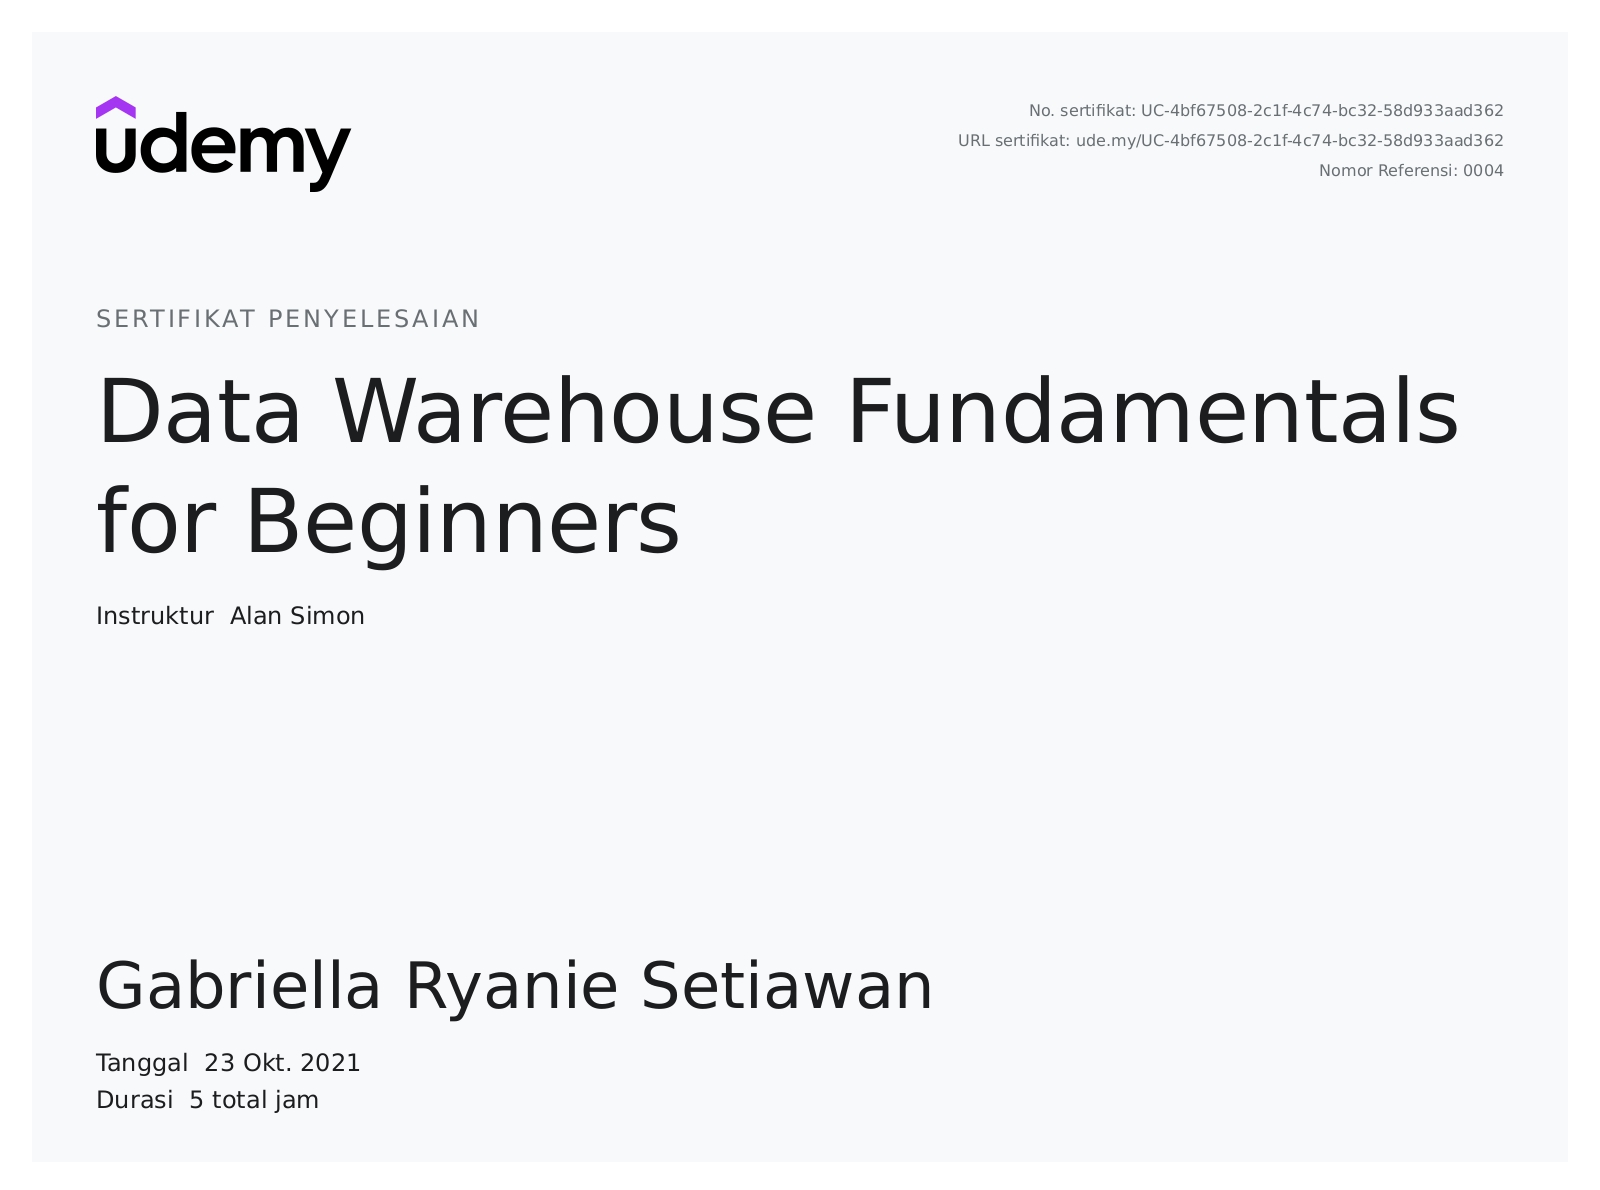 udemy
No. sertifikat: UC-4bf67508-2c1f-4c74-bc32-58d933aad362
URL sertifikat: ude.my/UC-4bf67508-2c1f-4c74-bc32-58d933aad362
Nomor Referensi: 0004
SERTIFIKAT PENYELESAIAN
Data Warehouse Fundamentals
for Beginners
Instruktur Alan Simon
Gabriella Ryanie Setiawan
Tanggal 23 Okt. 2021
Durasi 5 total jam